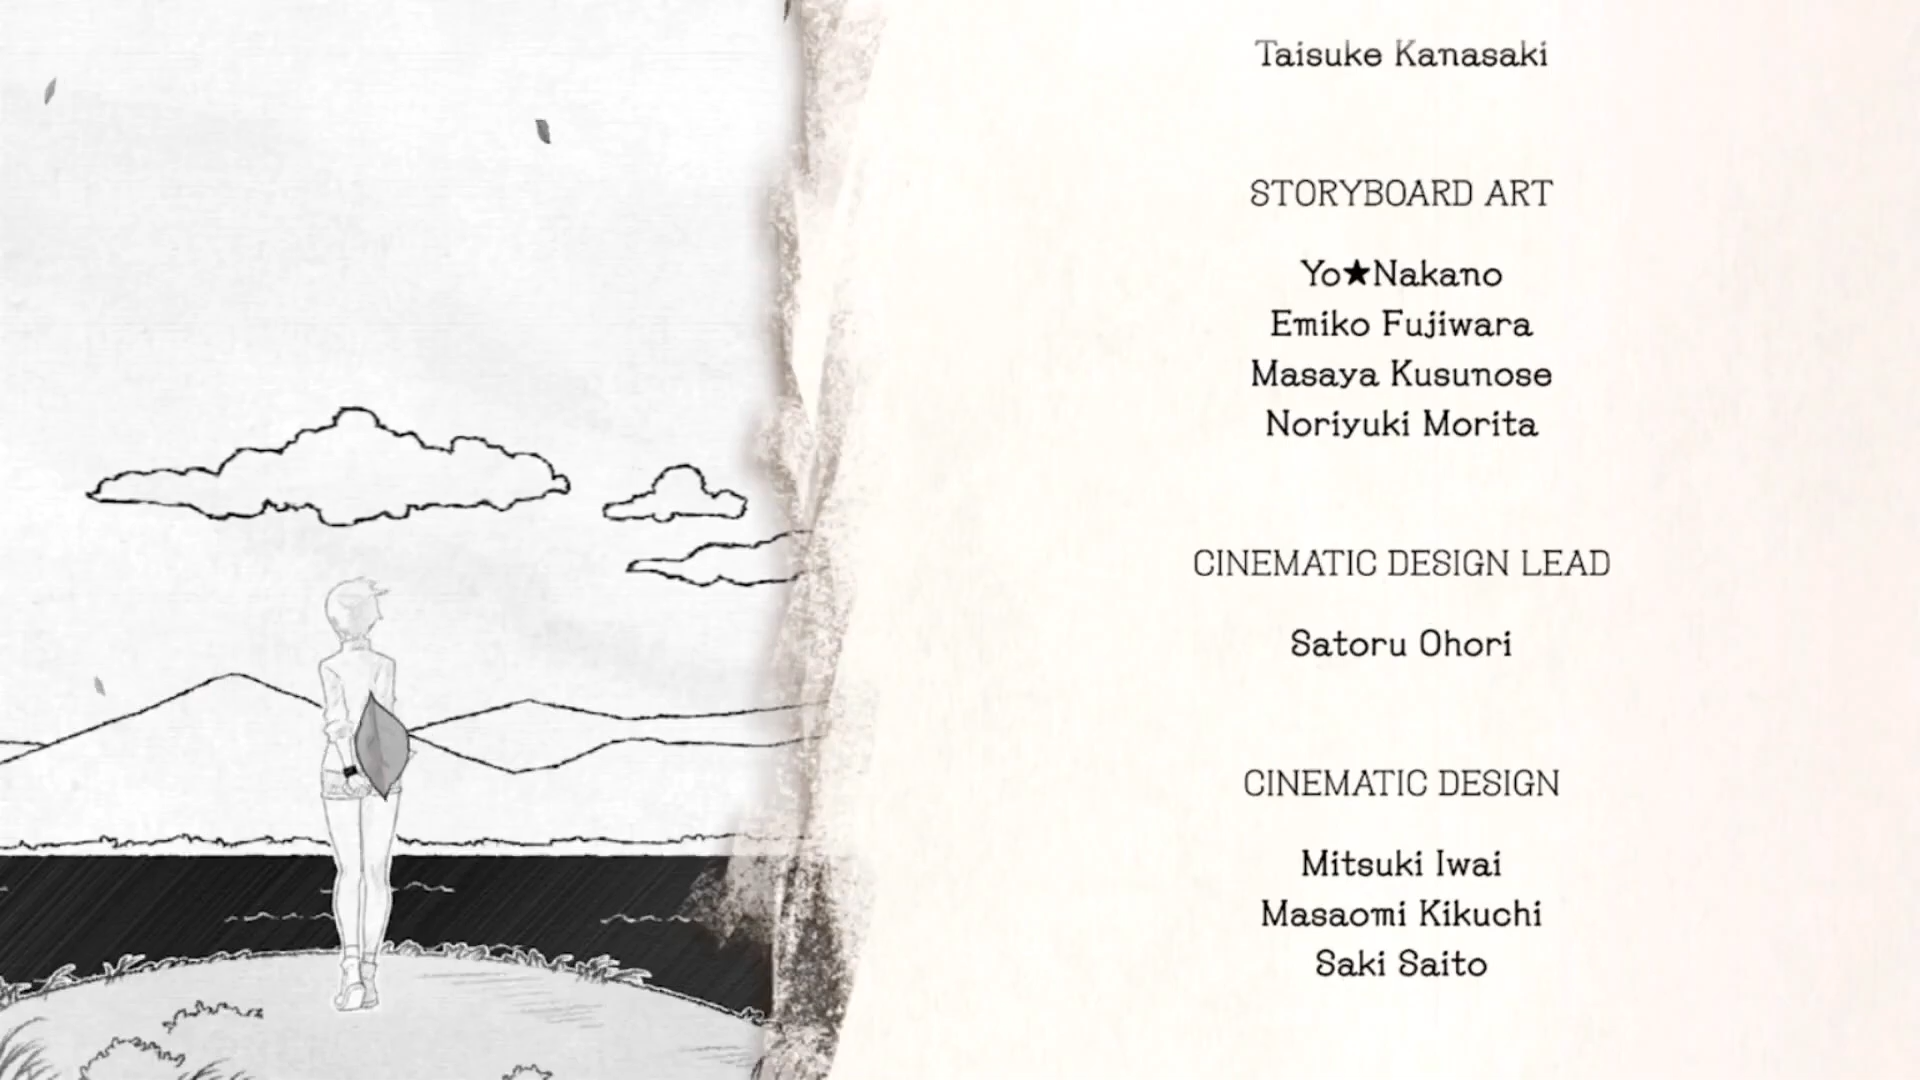 Taisuke Kanasaki
STORYBOARD ART
Yo★Nakano
Emiko Fujiwara
Masaya Kusunose
Noriyuki Morita
CINEMATIC DESIGN LEAD
Satoru Ohori
CINEMATIC DESIGN
Mitsuki Iwai
Masaomi Kikuchi
Saki Saito